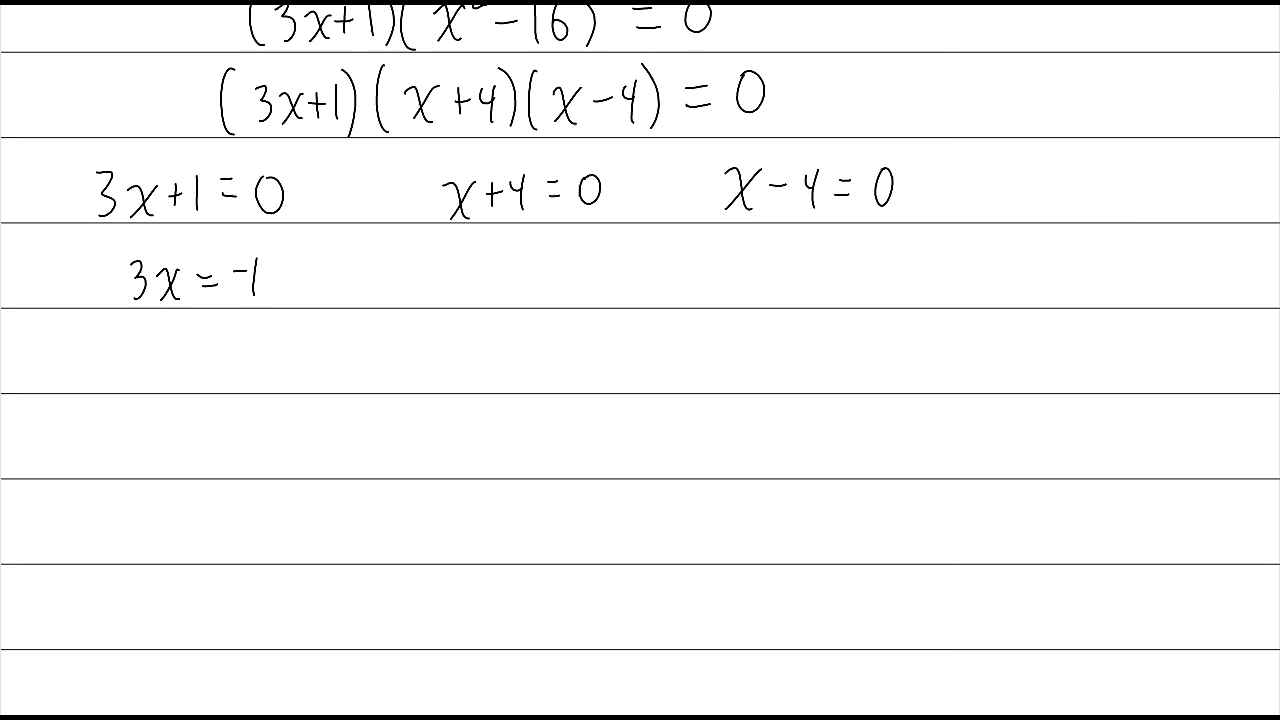 (3x+1)(x²-16) = 0
(3x+1)(x+4)(x-4) = 0
3x+1=0 x+4=0 x-4=0
3x=-1